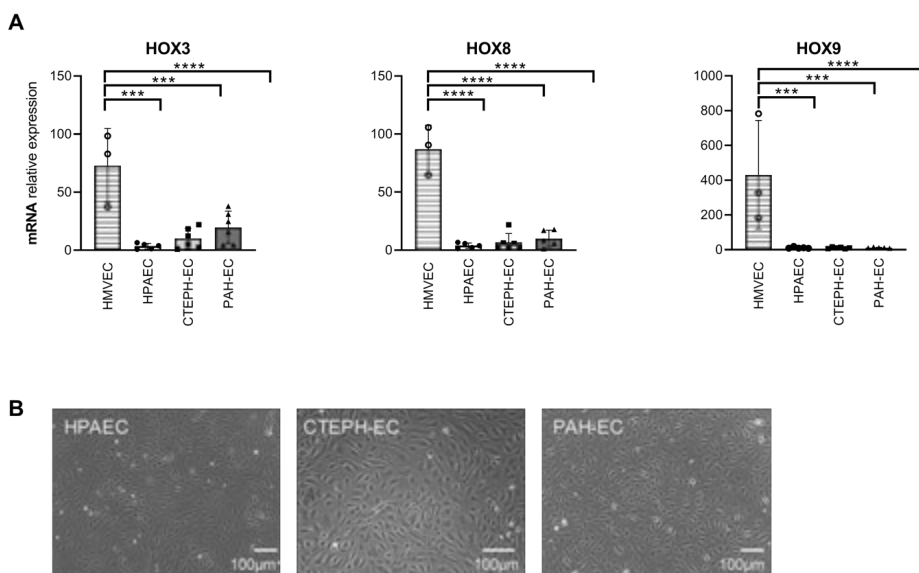 A
HOX3
HOX8
HOX9
mRNA relative expression
150
100
50
0
****
***
***
HMVEC
HPAEC
CTEPH-EC
PAH-EC
150
100
50
0
****
****
****
HMVEC
HPAEC
CTEPH-EC
PAH-EC
1000
800
600
400
200
0
****
***
***
HMVEC
HPAEC
CTEPH-EC
PAH-EC
B
HPAEC
100µm
CTEPH-EC
100µm
PAH-EC
100µm